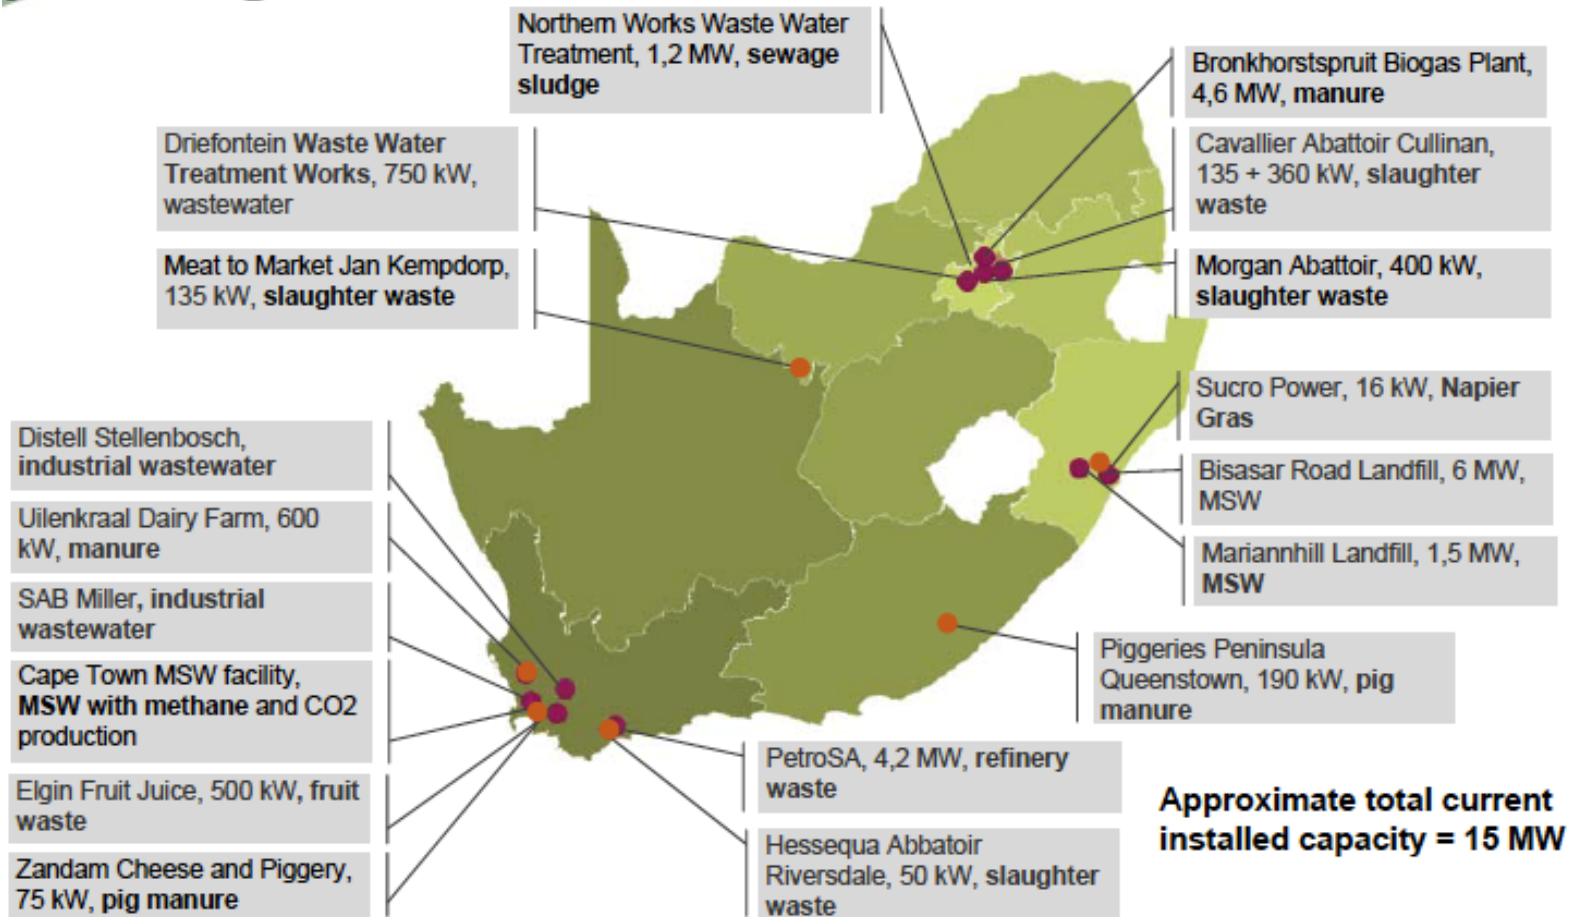 Northern Works Waste Water
Treatment, 1,2 MW, sewage
sludge
Bronkhorstspruit Biogas Plant,
4,6 MW, manure
Driefontein Waste Water
Treatment Works, 750 kW,
wastewater
Cavallier Abattoir Cullinan,
135 + 360 kW, slaughter
waste
Meat to Market Jan Kempdorp,
135 kW, slaughter waste
Morgan Abattoir, 400 kW,
slaughter waste
Sucro Power, 16 kW, Napier
Gras
Distell Stellenbosch,
industrial wastewater
Bisasar Road Landfill, 6 MW,
MSW
Uilenkraal Dairy Farm, 600
kW, manure
Mariannhill Landfill, 1,5 MW,
MSW
SAB Miller, industrial
wastewater
Cape Town MSW facility,
MSW with methane and CO2
production
Piggeries Peninsula
Queenstown, 190 kW, pig
manure
Elgin Fruit Juice, 500 kW, fruit
waste
PetroSA, 4,2 MW, refinery
waste
Zandam Cheese and Piggery,
75 kW, pig manure
Hessequa Abbatoir
Riversdale, 50 kW, slaughter
waste
Approximate total current
installed capacity = 15 MW